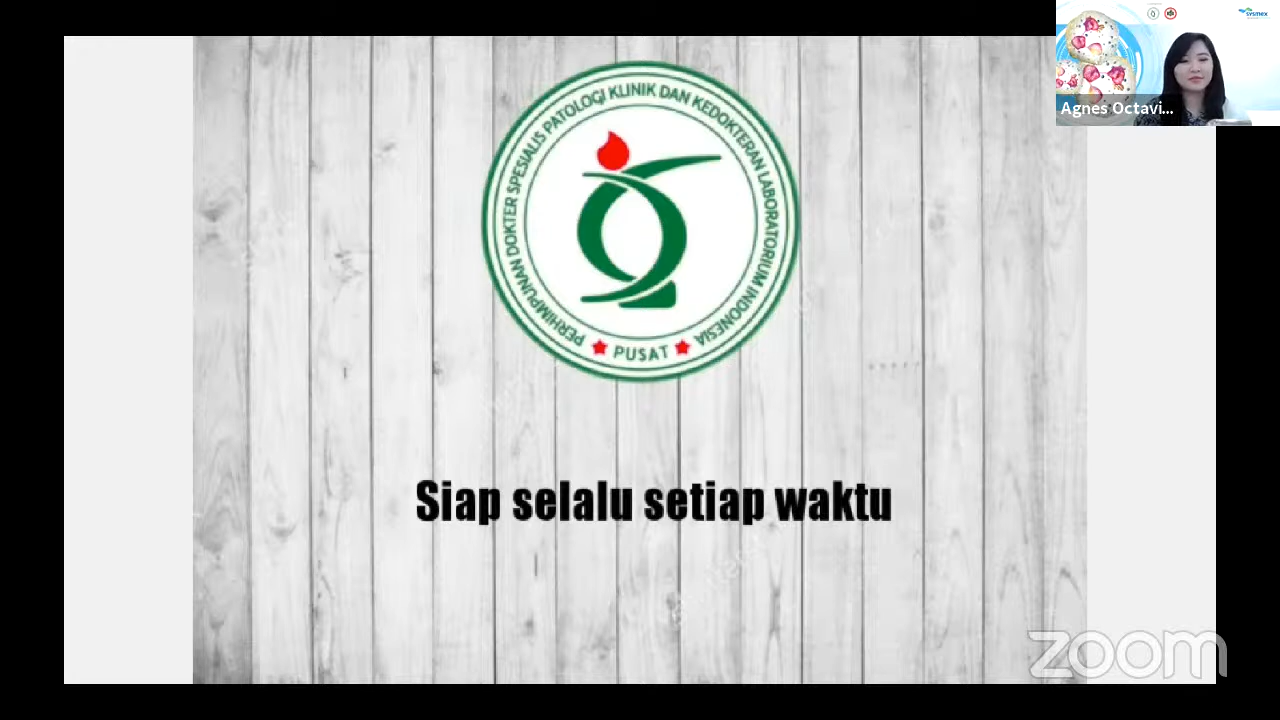 sysmex
Agnes Octavi...
PERHIMPUNAN DOKTER SPESIALIS PATOLOGI KLINIK DAN KEDOKTERAN LABORATORIUM INDONESIA
PUSAT
Siap selalu setiap waktu
zoom